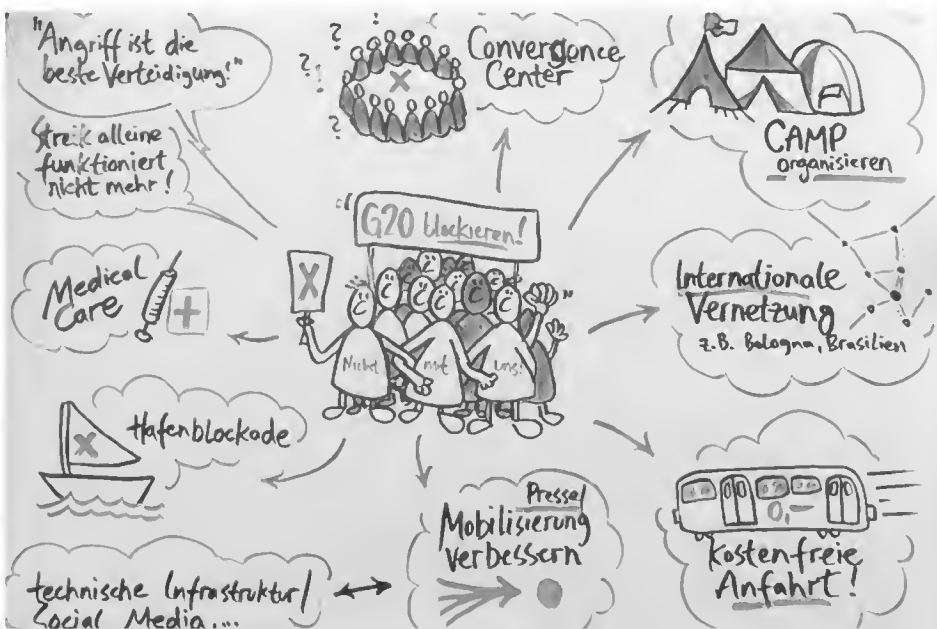 "Angriff ist die
beste Verteidigung!"
Streik alleine
funktioniert
nicht mehr!
? ? ! ? ? ?
X
Convergence
Center
CAMP
organisieren
"G20 blockieren!"
X
Nicht mit uns!
Medical
Care
+
Internationale
Vernetzung
z.B. Bologna, Brasilien
X
Hafenblockade
Presse/
Mobilisierung
verbessern
0,-
kostenfreie
Anfahrt!
technische Infrastruktur/
Social Media....